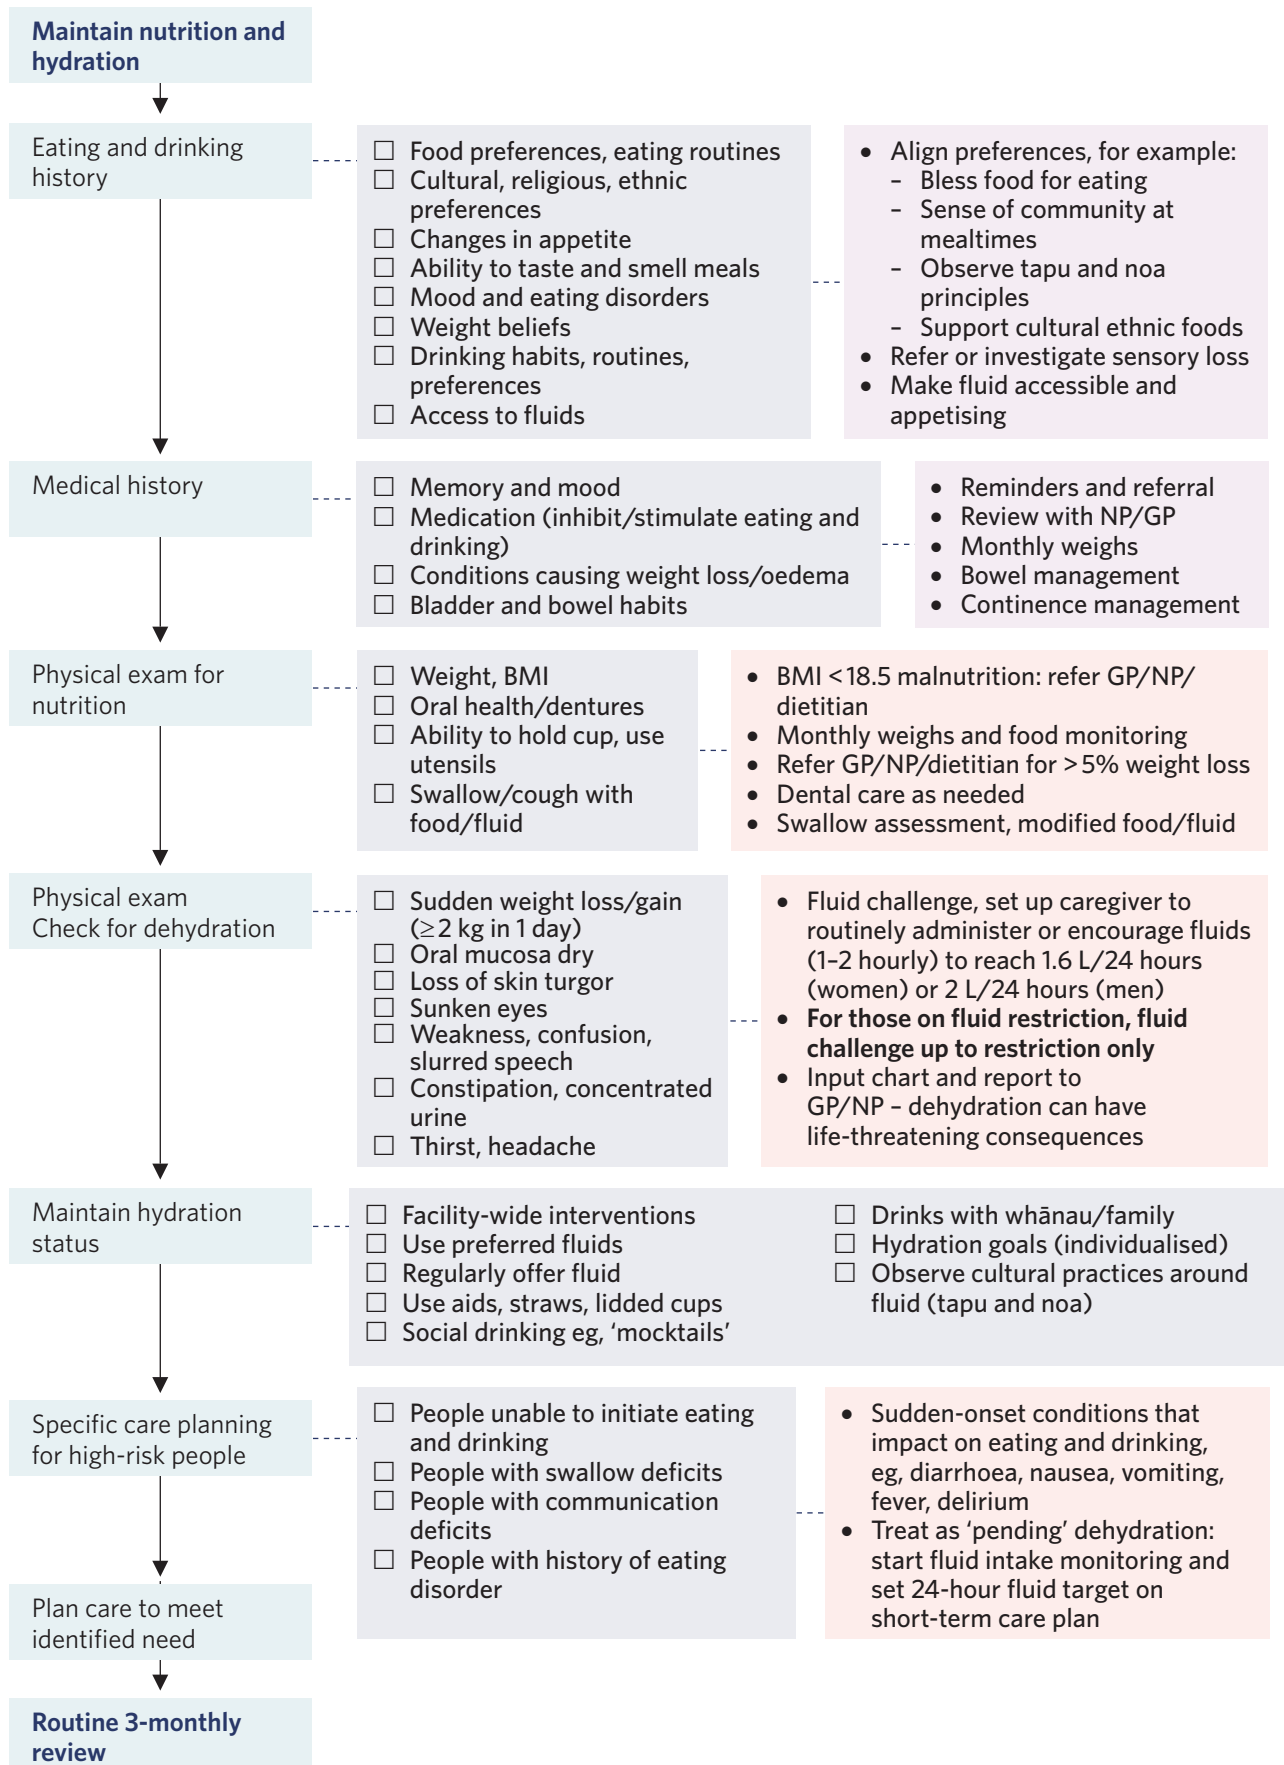 Maintain nutrition and
hydration
Eating and drinking
history
☐ Food preferences, eating routines
☐ Cultural, religious, ethnic
preferences
☐ Changes in appetite
☐ Ability to taste and smell meals
☐ Mood and eating disorders
☐ Weight beliefs
☐ Drinking habits, routines,
preferences
☐ Access to fluids
• Align preferences, for example:
– Bless food for eating
– Sense of community at
mealtimes
– Observe tapu and noa
principles
– Support cultural ethnic foods
• Refer or investigate sensory loss
• Make fluid accessible and
appetising
Medical history
☐ Memory and mood
☐ Medication (inhibit/stimulate eating and
drinking)
☐ Conditions causing weight loss/oedema
☐ Bladder and bowel habits
• Reminders and referral
• Review with NP/GP
• Monthly weighs
• Bowel management
• Continence management
Physical exam for
nutrition
☐ Weight, BMI
☐ Oral health/dentures
☐ Ability to hold cup, use
utensils
☐ Swallow/cough with
food/fluid
• BMI <18.5 malnutrition: refer GP/NP/
dietitian
• Monthly weighs and food monitoring
• Refer GP/NP/dietitian for >5% weight loss
• Dental care as needed
• Swallow assessment, modified food/fluid
Physical exam
Check for dehydration
☐ Sudden weight loss/gain
(≥2 kg in 1 day)
☐ Oral mucosa dry
☐ Loss of skin turgor
☐ Sunken eyes
☐ Weakness, confusion,
slurred speech
☐ Constipation, concentrated
urine
☐ Thirst, headache
• Fluid challenge, set up caregiver to
routinely administer or encourage fluids
(1–2 hourly) to reach 1.6 L/24 hours
(women) or 2 L/24 hours (men)
• For those on fluid restriction, fluid
challenge up to restriction only
• Input chart and report to
GP/NP – dehydration can have
life-threatening consequences
Maintain hydration
status
☐ Facility-wide interventions
☐ Use preferred fluids
☐ Regularly offer fluid
☐ Use aids, straws, lidded cups
☐ Social drinking eg, ‘mocktails’
☐ Drinks with whānau/family
☐ Hydration goals (individualised)
☐ Observe cultural practices around
fluid (tapu and noa)
Specific care planning
for high-risk people
☐ People unable to initiate eating
and drinking
☐ People with swallow deficits
☐ People with communication
deficits
☐ People with history of eating
disorder
• Sudden-onset conditions that
impact on eating and drinking,
eg, diarrhoea, nausea, vomiting,
fever, delirium
• Treat as ‘pending’ dehydration:
start fluid intake monitoring and
set 24-hour fluid target on
short-term care plan
Plan care to meet
identified need
Routine 3-monthly
review